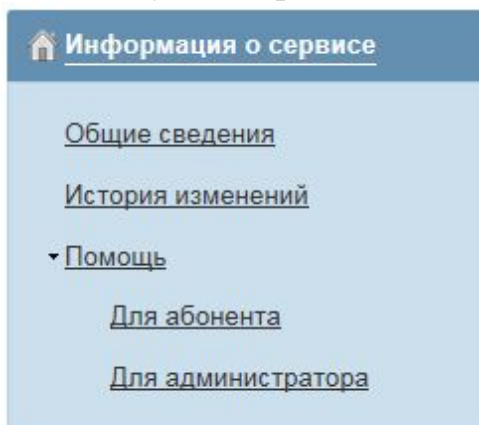 Информация о сервисе
Общие сведения
История изменений
Помощь
Для абонента
Для администратора